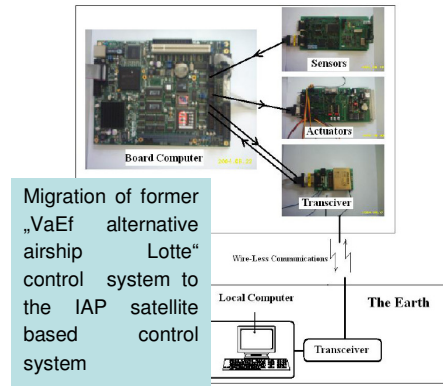 Sensors
Actuators
Board Computer
Transciver
Migration of former
„VaEf alternative
airship Lotte“
control system to
the IAP satellite
based control
system
Wire-Less Communications
Local Computer
The Earth
Transceiver